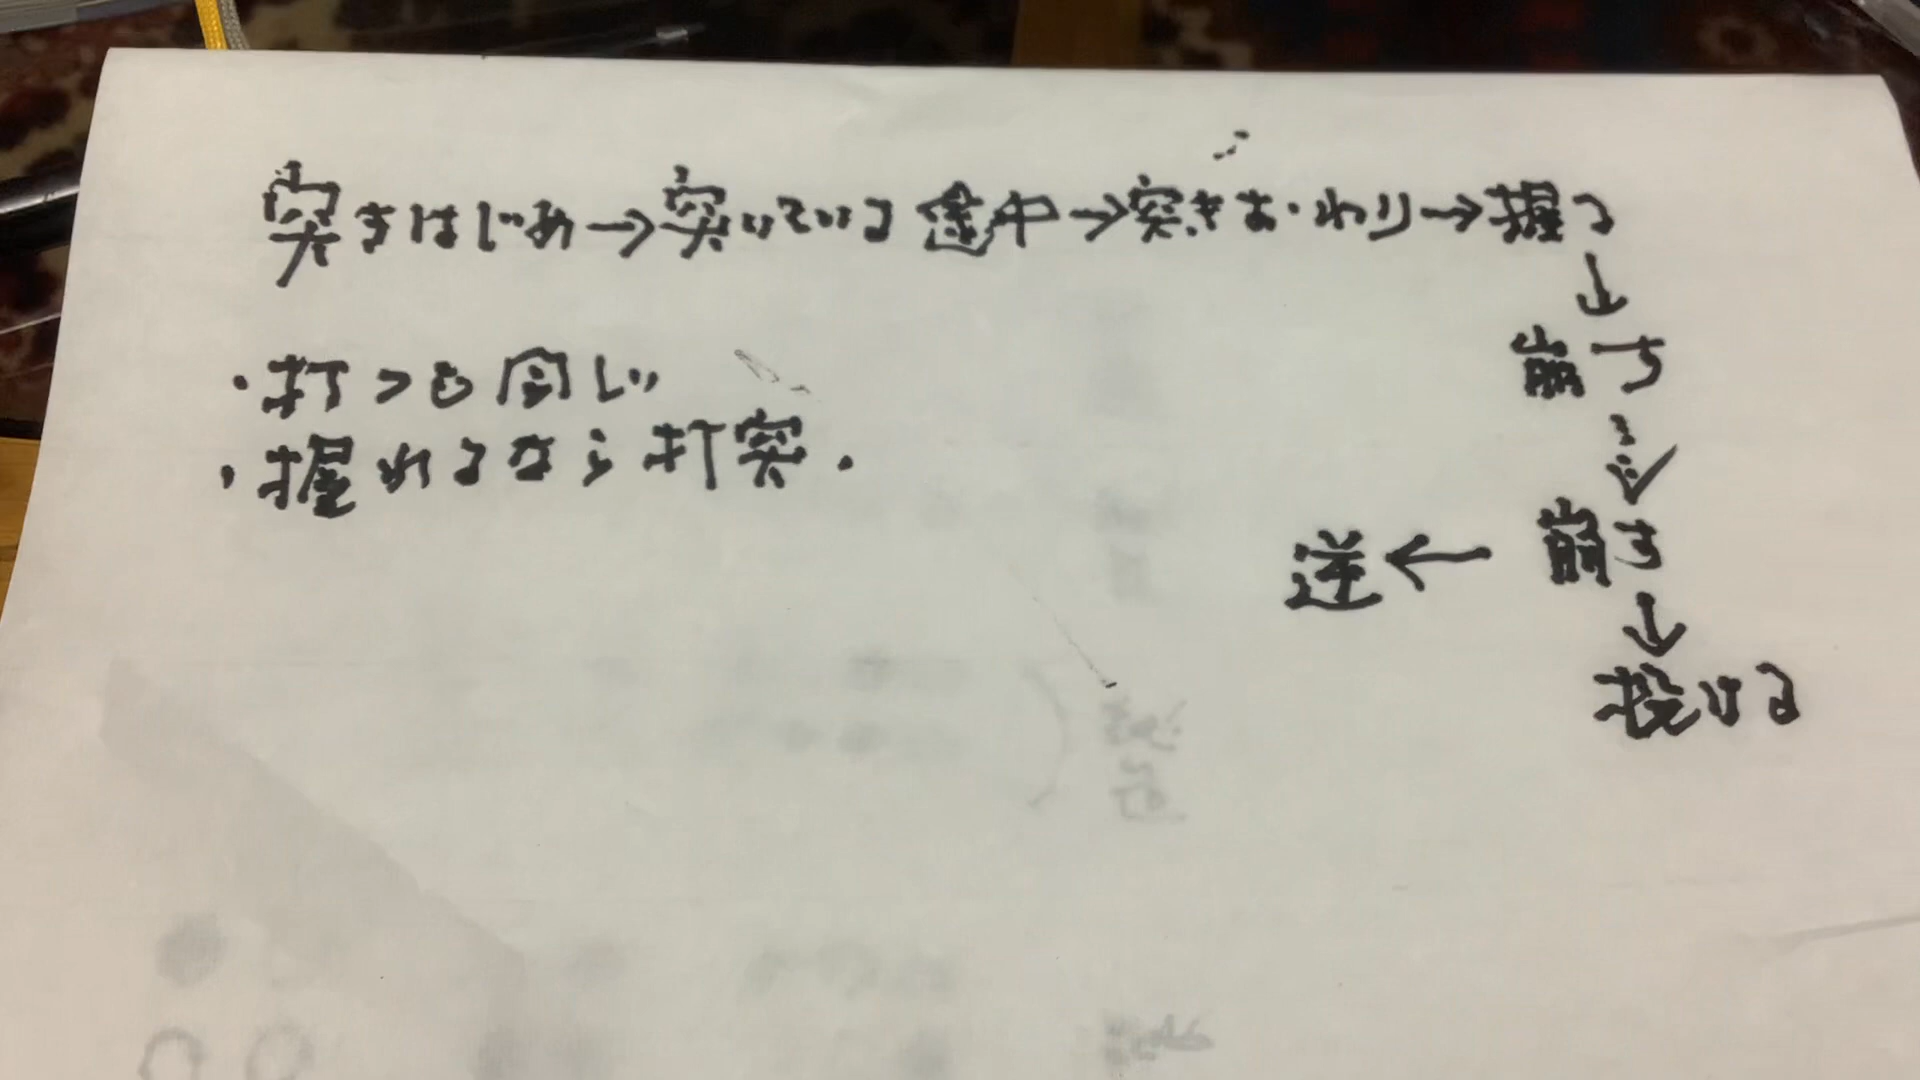 突きはじめ→突いている途中→突きおわり→握る
↓
崩す
↓
逆←崩す
↓
投げる
・打つも同じ
・握れるなら打突.